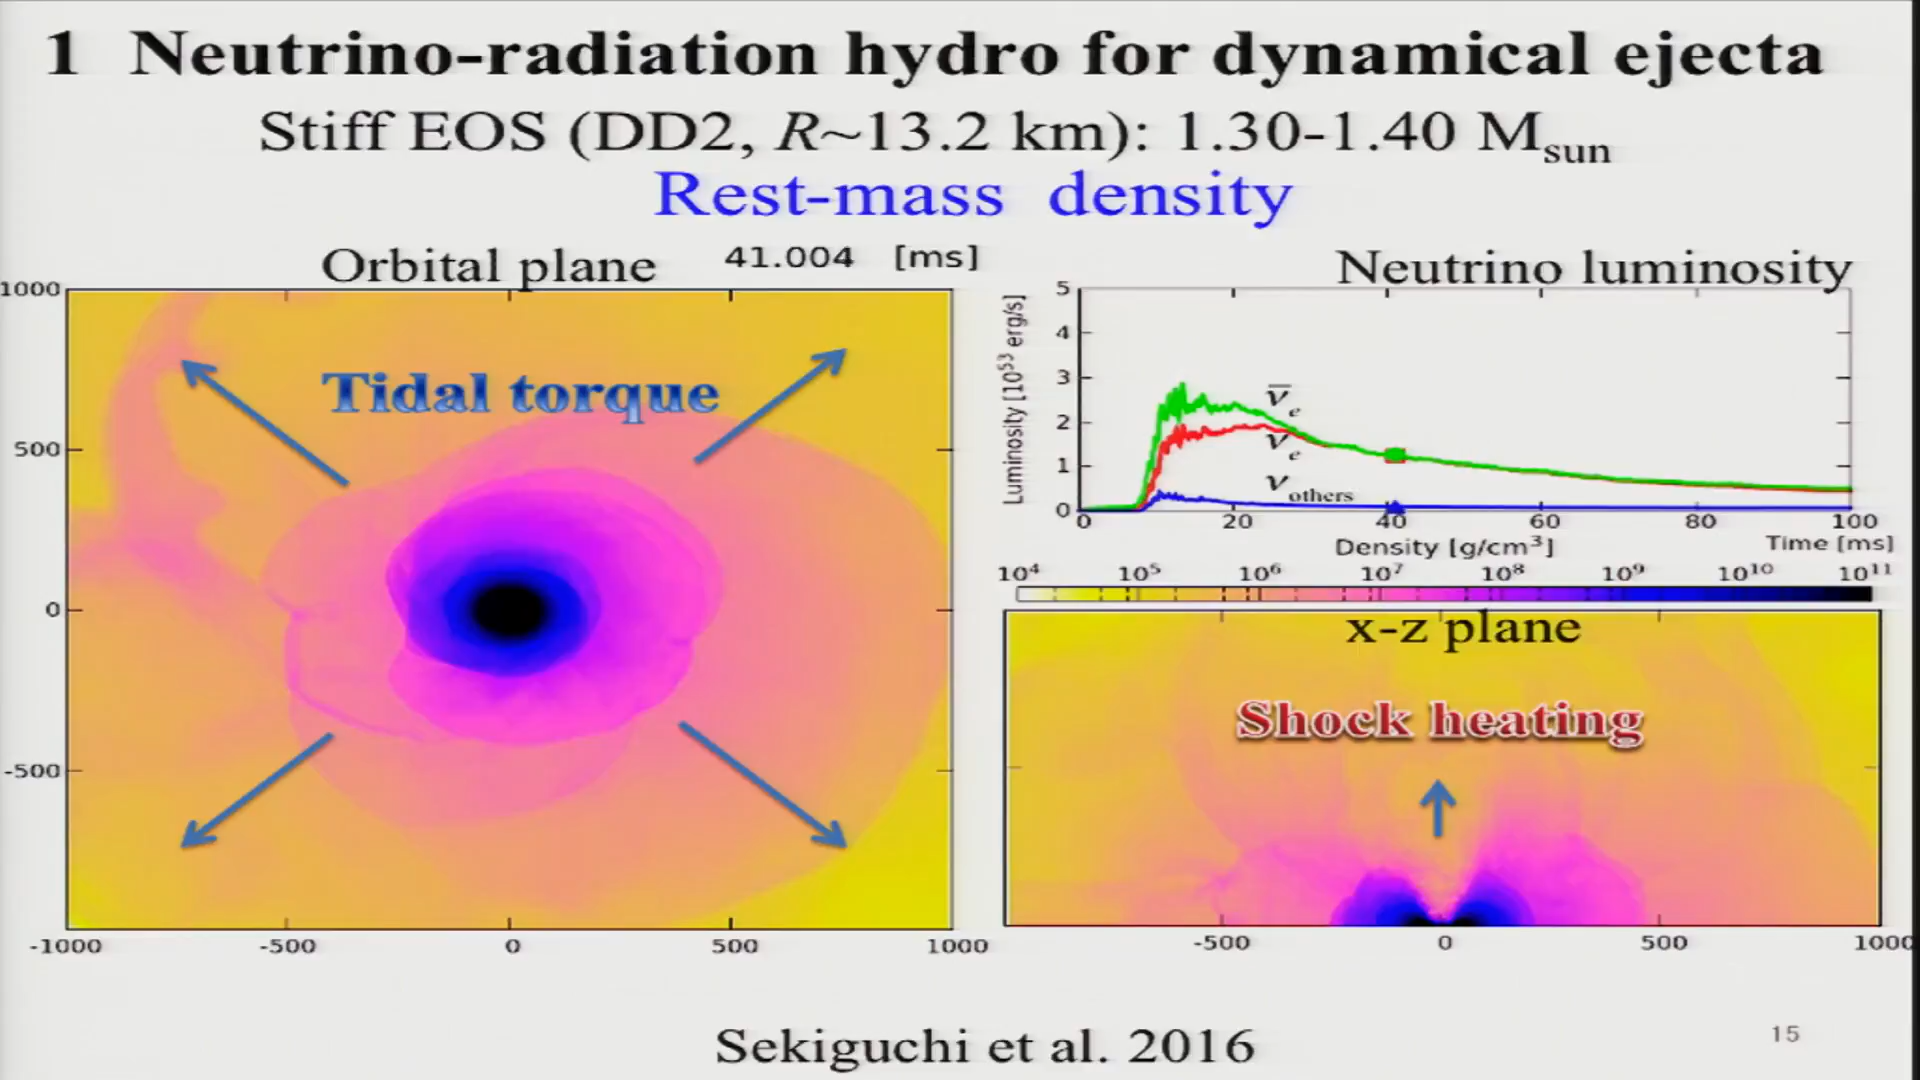 1 Neutrino-radiation hydro for dynamical ejecta
Stiff EOS (DD2, R~13.2 km): 1.30-1.40 Msun
Rest-mass density
Orbital plane 41.004 [ms]
1000
500
0
-500
-1000 -500 0 500 1000
Tidal torque
Neutrino luminosity
Luminosity [10⁵³ erg/s]
5
4
3
2
1
0
ν̄e
νe
νothers
0 20 40 60 80 100
Density [g/cm³] Time [ms]
10⁴ 10⁵ 10⁶ 10⁷ 10⁸ 10⁹ 10¹⁰ 10¹¹
x-z plane
Shock heating
-500 0 500 1000
Sekiguchi et al. 2016
15